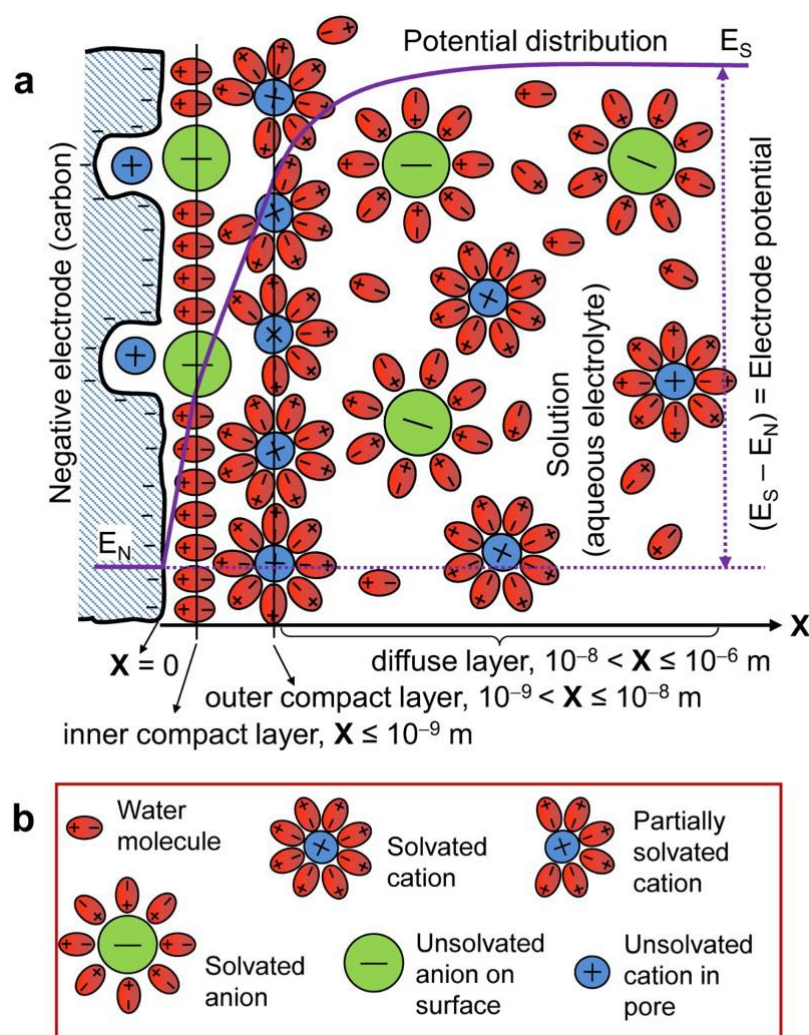 a
Potential distribution
E_S
Negative electrode (carbon)
Solution
(aqueous electrolyte)
(E_S − E_N) = Electrode potential
E_N
X
X = 0
diffuse layer, 10⁻⁸ < X ≤ 10⁻⁶ m
outer compact layer, 10⁻⁹ < X ≤ 10⁻⁸ m
inner compact layer, X ≤ 10⁻⁹ m
b
Water
molecule
Solvated
cation
Partially
solvated
cation
Solvated
anion
Unsolvated
anion on
surface
Unsolvated
cation in
pore